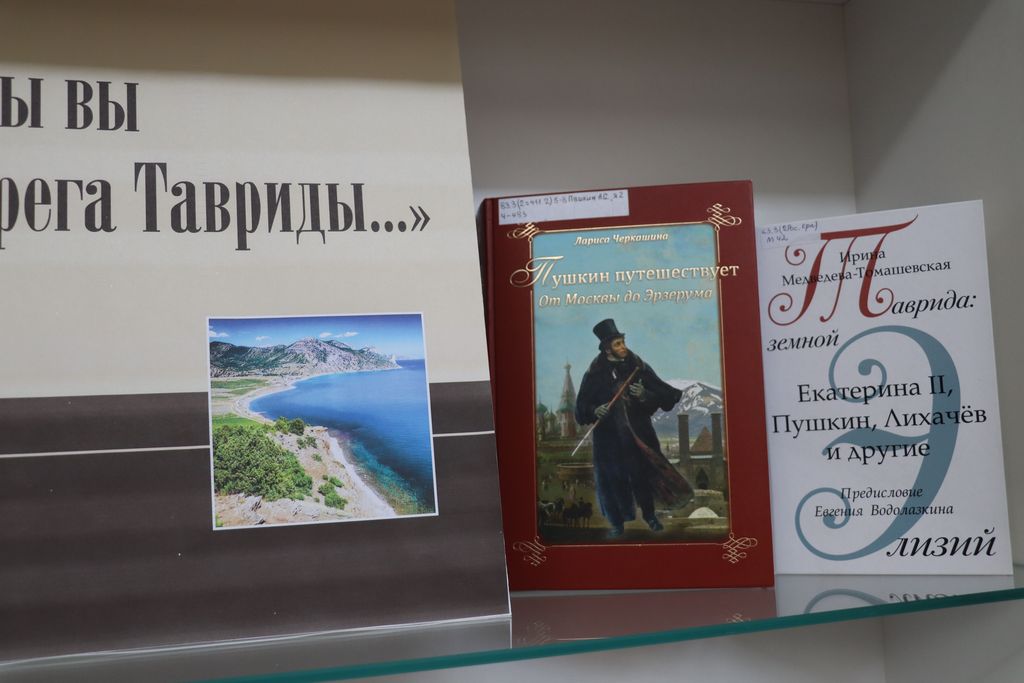 ы вы
рега Тавриды...»
Лариса Черкашина
Пушкин путешествует
От Москвы до Эрзерума
Ирина
Медведева-Томашевская
Таврида:
земной
Екатерина II,
Пушкин, Лихачёв
и другие
Предисловие
Евгения Водолазкина
Элизий